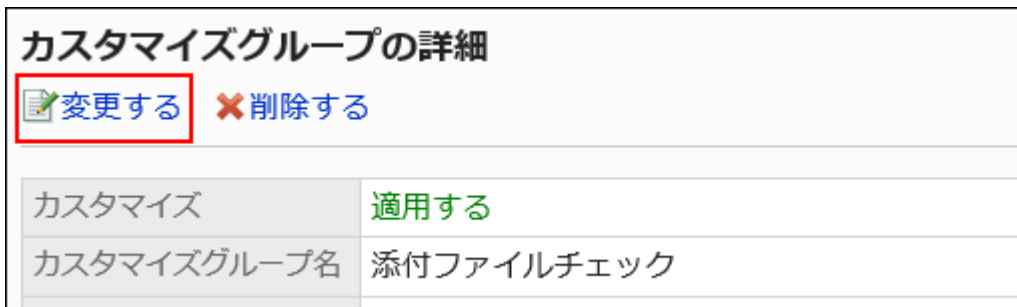 カスタマイズグループの詳細
変更する 削除する
カスタマイズ 適用する
カスタマイズグループ名 添付ファイルチェック